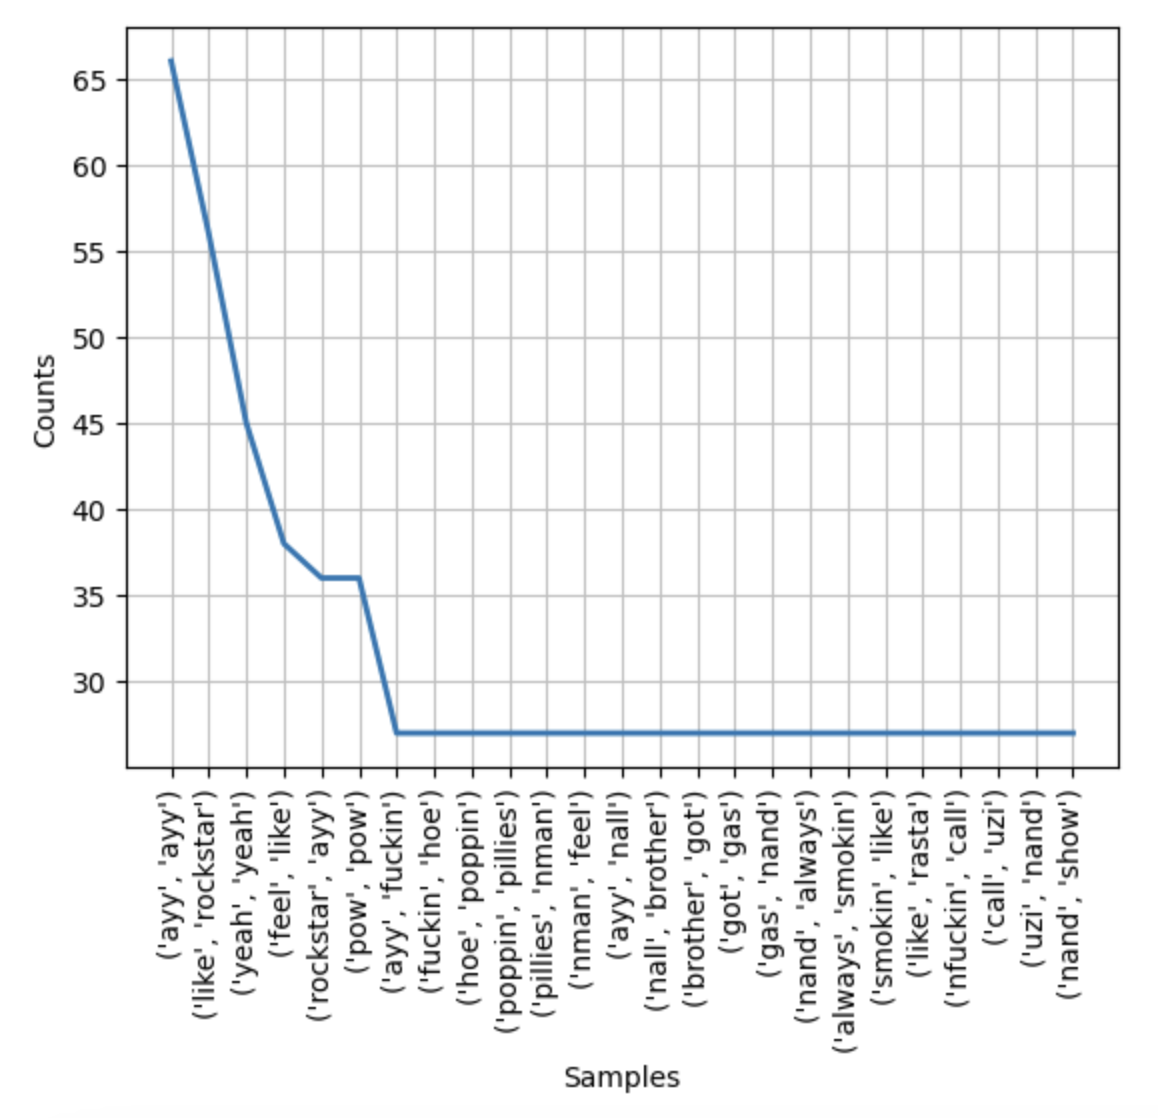 65
60
55
50
45
40
35
30
Counts
('ayy', 'ayy')
('like', 'rockstar')
('yeah', 'yeah')
('feel', 'like')
('rockstar', 'ayy')
('pow', 'pow')
('ayy', 'fuckin')
('fuckin', 'hoe')
('hoe', 'poppin')
('poppin', 'pillies')
('pillies', 'nman')
('nman', 'feel')
('ayy', 'nall')
('nall', 'brother')
('brother', 'got')
('got', 'gas')
('gas', 'nand')
('nand', 'always')
('always', 'smokin')
('smokin', 'like')
('like', 'rasta')
('nfuckin', 'call')
('call', 'uzi')
('uzi', 'nand')
('nand', 'show')
Samples